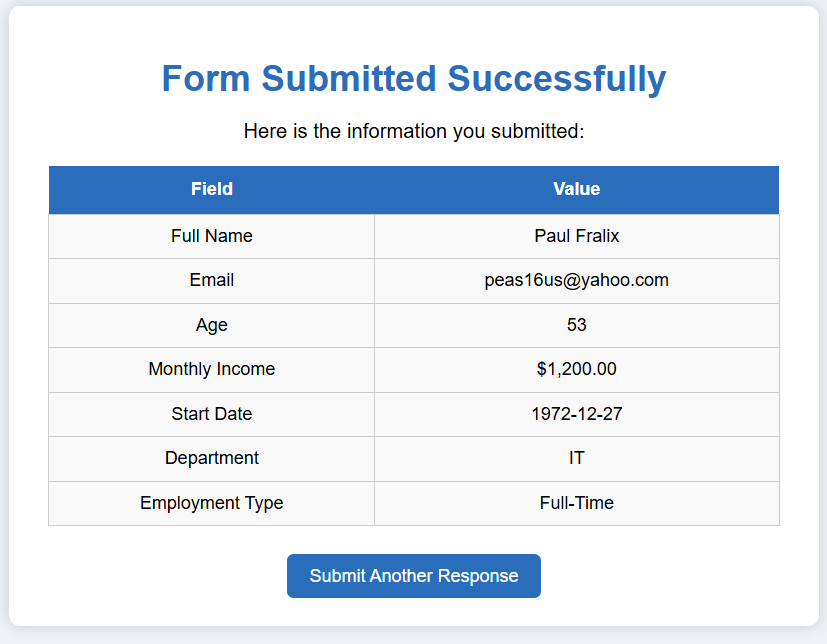 Form Submitted Successfully
Here is the information you submitted:
Field Value
Full Name Paul Fralix
Email peas16us@yahoo.com
Age 53
Monthly Income $1,200.00
Start Date 1972-12-27
Department IT
Employment Type Full-Time
Submit Another Response